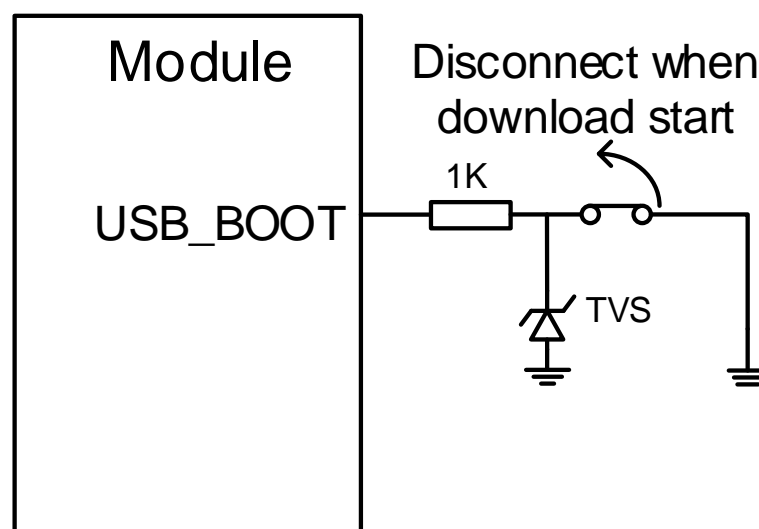 Module
Disconnect when
download start
1K
USB_BOOT
TVS